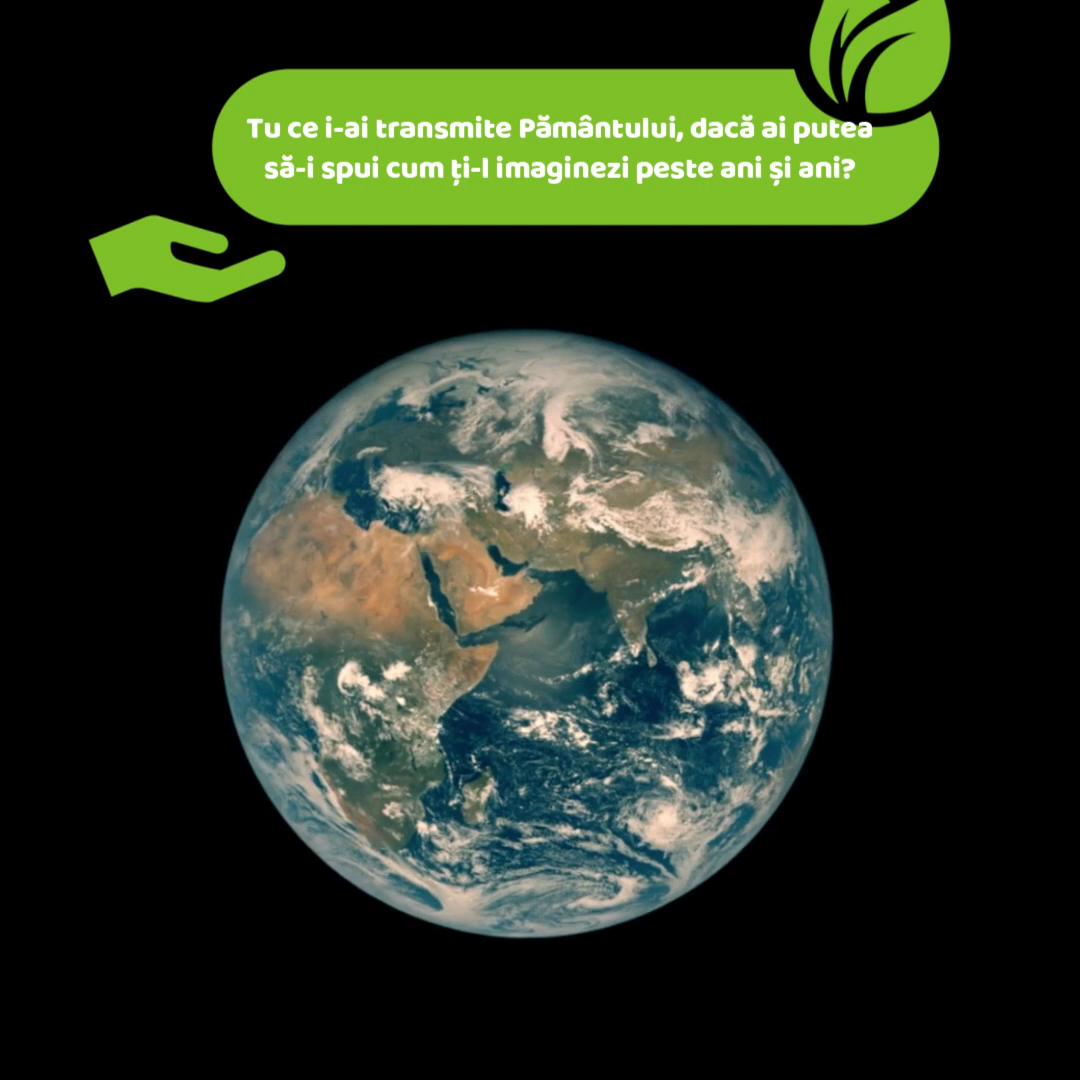 Tu ce i-ai transmite Pământului, dacă ai putea
să-i spui cum ți-l imaginezi peste ani și ani?